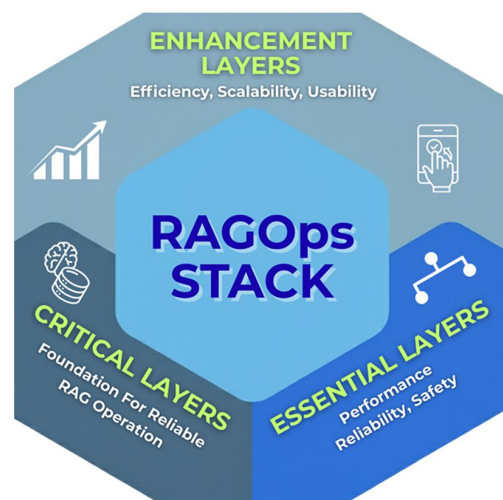 ENHANCEMENT
LAYERS
Efficiency, Scalability, Usability
RAGOps
STACK
CRITICAL LAYERS
Foundation For Reliable
RAG Operation
ESSENTIAL LAYERS
Performance
Reliability, Safety